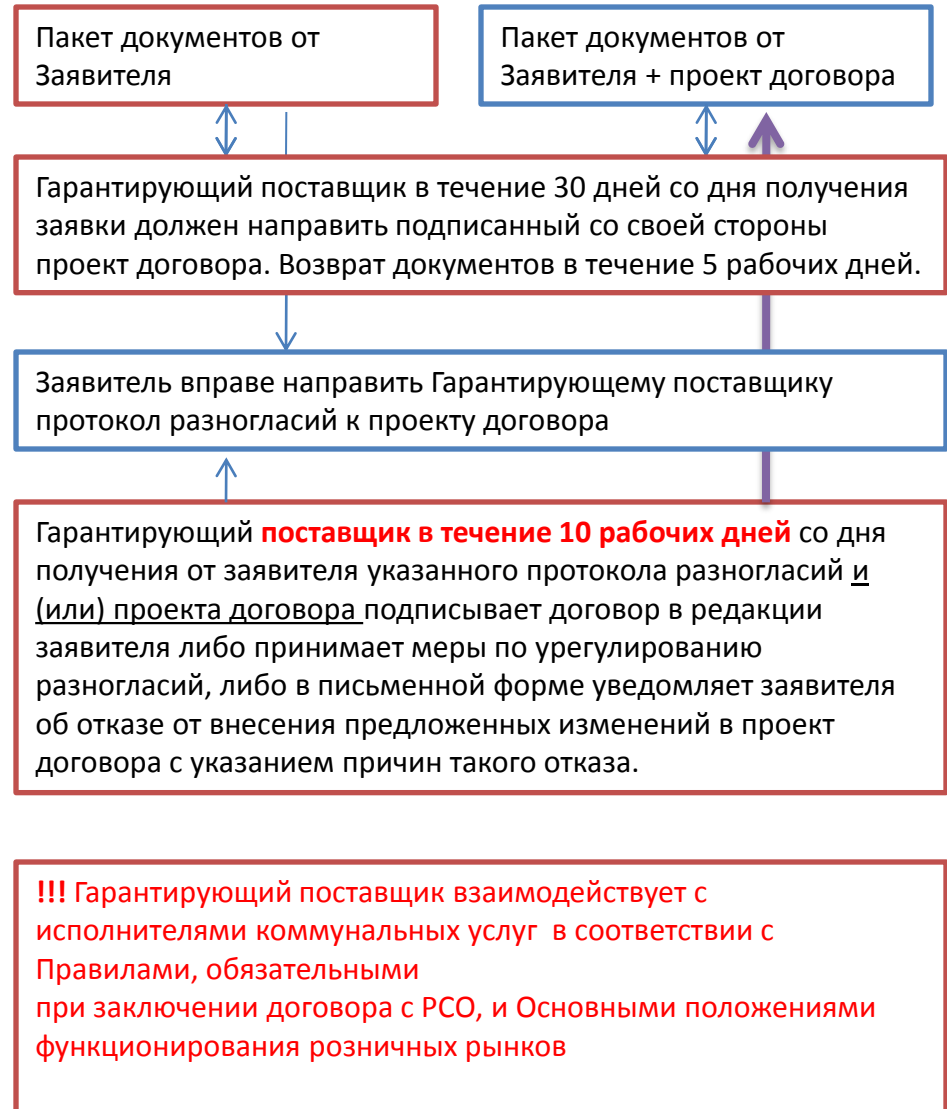 Пакет документов от
Заявителя
Пакет документов от
Заявителя + проект договора
Гарантирующий поставщик в течение 30 дней со дня получения
заявки должен направить подписанный со своей стороны
проект договора. Возврат документов в течение 5 рабочих дней.
Заявитель вправе направить Гарантирующему поставщику
протокол разногласий к проекту договора
Гарантирующий поставщик в течение 10 рабочих дней со дня
получения от заявителя указанного протокола разногласий и
(или) проекта договора подписывает договор в редакции
заявителя либо принимает меры по урегулированию
разногласий, либо в письменной форме уведомляет заявителя
об отказе от внесения предложенных изменений в проект
договора с указанием причин такого отказа.
!!! Гарантирующий поставщик взаимодействует с
исполнителями коммунальных услуг в соответствии с
Правилами, обязательными
при заключении договора с РСО, и Основными положениями
функционирования розничных рынков